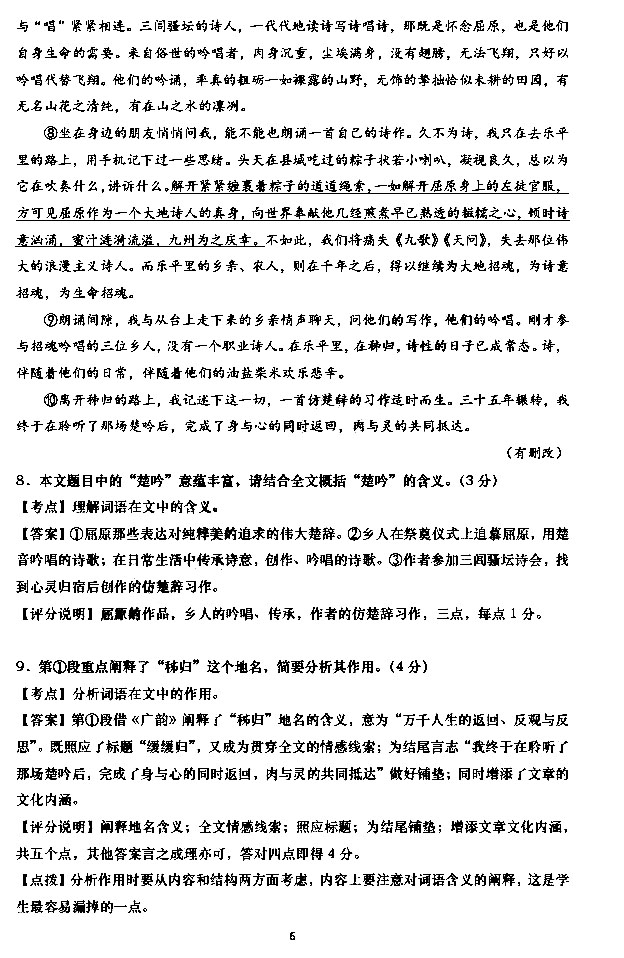 与“唱”紧紧相连。三闾骚坛的诗人，一代代地读诗写诗唱诗，那既是怀念屈原，也是他们
自身生命的需要。来自俗世的吟唱者，肉身沉重，尘埃满身，没有翅膀，无法飞翔，只好以
吟唱代替飞翔。他们的吟诵，率真的粗砺一如裸露的山野，无饰的挚拙恰似未耕的田园，有
无名山花之清纯，有在山之水的凛冽。
⑧坐在身边的朋友悄悄问我，能不能也朗诵一首自己的诗作。久不为诗，我只在去乐平
里的路上，用手机记下过一些思绪。头天在县城吃过的粽子状若小喇叭，凝视良久，总以为
它在吹奏什么，讲诉什么。解开紧紧缠裹着粽子的道道绳索，一如解开屈原身上的左徒官服，
方可见屈原作为一个大地诗人的真身，向世界奉献他几经煎煮早已熟透的糍糯之心，顿时诗
意汹涌，蜜汁涟漪流溢，九州为之庆幸。不如此，我们将痛失《九歌》《天问》，失去那位伟
大的浪漫主义诗人。而乐平里的乡亲、农人，则在千年之后，得以继续为大地招魂，为诗意
招魂，为生命招魂。
⑨朗诵间隙，我与从台上走下来的乡亲悄声聊天，问他们的写作，他们的吟唱。刚才参
与招魂吟唱的三位乡人，没有一个职业诗人。在乐平里，在秭归，诗性的日子已成常态。诗，
伴随着他们的日常，伴随着他们的油盐柴米欢乐悲辛。
⑩离开秭归的路上，我记述下这一切，一首仿楚辞的习作适时而生。三十五年辗转，我
终于在聆听了那场楚吟后，完成了身与心的同时返回，肉与灵的共同抵达。
（有删改）
8．本文题目中的“楚吟”意蕴丰富，请结合全文概括“楚吟”的含义。（3 分）
【考点】理解词语在文中的含义。
【答案】①屈原那些表达对纯粹美的追求的伟大楚辞。②乡人在祭奠仪式上追慕屈原，用楚
音吟唱的诗歌；在日常生活中传承诗意，创作、吟唱的诗歌。③作者参加三闾骚坛诗会，找
到心灵归宿后创作的仿楚辞习作。
【评分说明】屈原的作品，乡人的吟唱、传承，作者的仿楚辞习作，三点，每点 1 分。
9．第①段重点阐释了“秭归”这个地名，简要分析其作用。（4 分）
【考点】分析词语在文中的作用。
【答案】第①段借《广韵》阐释了“秭归”地名的含义，意为“万千人生的返回、反观与反
思”。既照应了标题“缓缓归”，又成为贯穿全文的情感线索；为结尾言志“我终于在聆听了
那场楚吟后，完成了身与心的同时返回，肉与灵的共同抵达”做好铺垫；同时增添了文章的
文化内涵。
【评分说明】阐释地名含义；全文情感线索；照应标题；为结尾铺垫；增添文章文化内涵，
共五个点，其他答案言之成理亦可，答对四点即得 4 分。
【点拨】分析作用时要从内容和结构两方面考虑，内容上要注意对词语含义的阐释，这是学
生最容易漏掉的一点。
6